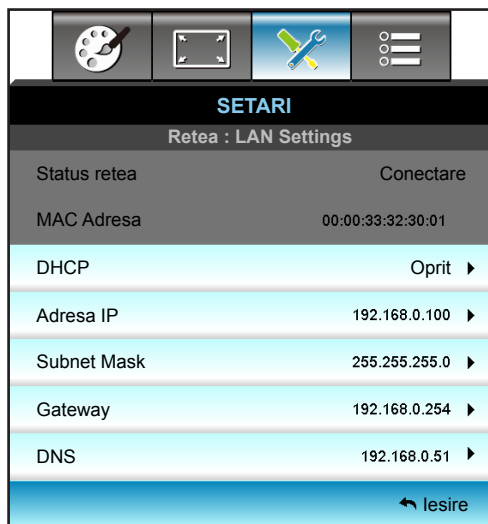 SETARI
Retea : LAN Settings
Status retea Conectare
MAC Adresa 00:00:33:32:30:01
DHCP Oprit
Adresa IP 192.168.0.100
Subnet Mask 255.255.255.0
Gateway 192.168.0.254
DNS 192.168.0.51
Iesire